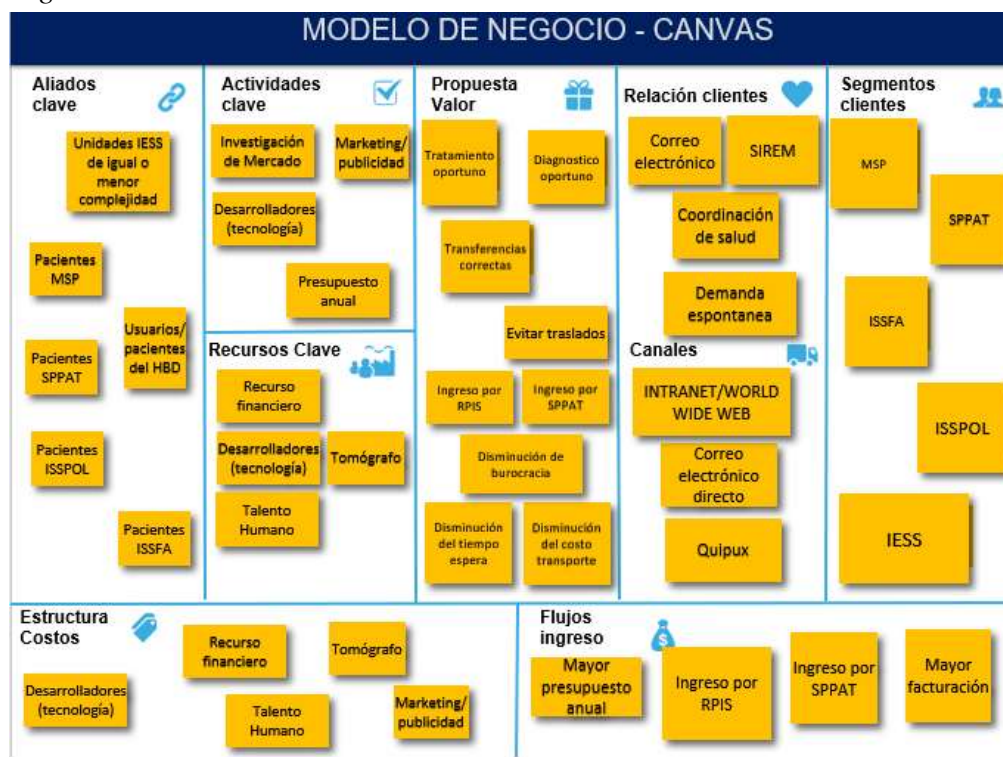 MODELO DE NEGOCIO - CANVAS
Aliados
clave
Unidades IESS
de igual o
menor
complejidad
Pacientes
MSP
Usuarios/
pacientes
del HBD
Pacientes
SPPAT
Pacientes
ISSPOL
Pacientes
ISSFA
Actividades
clave
Investigación
de Mercado
Marketing/
publicidad
Desarrolladores
(tecnología)
Presupuesto
anual
Recursos Clave
Recurso
financiero
Desarrolladores
(tecnología)
Tomógrafo
Talento
Humano
Propuesta
Valor
Tratamiento
oportuno
Diagnostico
oportuno
Transferencias
correctas
Evitar traslados
Ingreso por
RPIS
Ingreso por
SPPAT
Disminución de
burocracia
Disminución
del tiempo
espera
Disminución
del costo
transporte
Relación clientes
Correo
electrónico
SIREM
Coordinación
de salud
Demanda
espontanea
Canales
INTRANET/WORLD
WIDE WEB
Correo
electrónico
directo
Quipux
Segmentos
clientes
MSP
SPPAT
ISSFA
ISSPOL
IESS
Estructura
Costos
Desarrolladores
(tecnología)
Recurso
financiero
Talento
Humano
Tomógrafo
Marketing/
publicidad
Flujos
ingreso
Mayor
presupuesto
anual
Ingreso por
RPIS
Ingreso por
SPPAT
Mayor
facturación